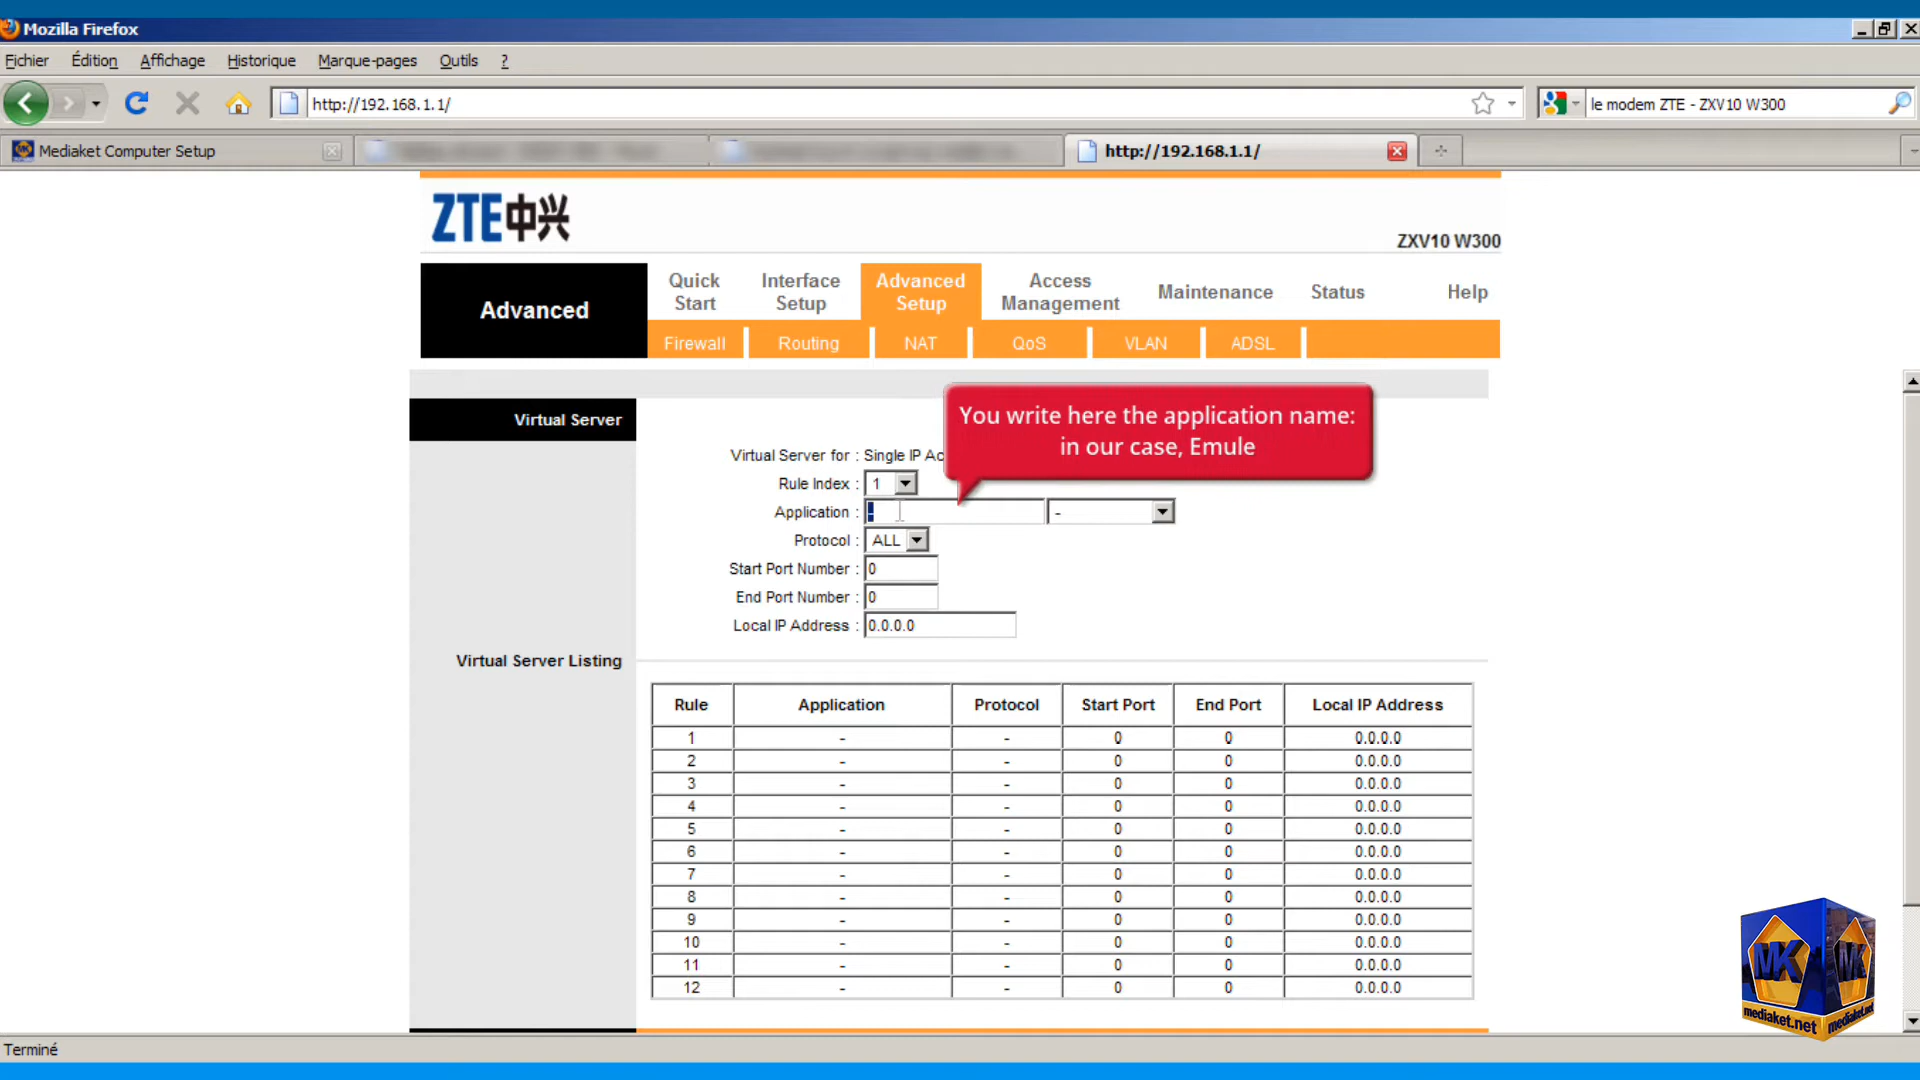 Mozilla Firefox
Fichier Édition Affichage Historique Marque-pages Outils ?
http://192.168.1.1/
le modem ZTE - ZXV10 W300
Mediaket Computer Setup
http://192.168.1.1/
ZTE中兴
ZXV10 W300
Advanced
Quick Start
Interface Setup
Advanced Setup
Access Management
Maintenance
Status
Help
Firewall Routing NAT QoS VLAN ADSL
You write here the application name:
in our case, Emule
Virtual Server
Virtual Server for : Single IP Ac
Rule Index : 1
Application : - -
Protocol : ALL
Start Port Number : 0
End Port Number : 0
Local IP Address : 0.0.0.0
Virtual Server Listing
Rule Application Protocol Start Port End Port Local IP Address
1 - - 0 0 0.0.0.0
2 - - 0 0 0.0.0.0
3 - - 0 0 0.0.0.0
4 - - 0 0 0.0.0.0
5 - - 0 0 0.0.0.0
6 - - 0 0 0.0.0.0
7 - - 0 0 0.0.0.0
8 - - 0 0 0.0.0.0
9 - - 0 0 0.0.0.0
10 - - 0 0 0.0.0.0
11 - - 0 0 0.0.0.0
12 - - 0 0 0.0.0.0
MK MK
mediaket.net mediaket.net
Terminé